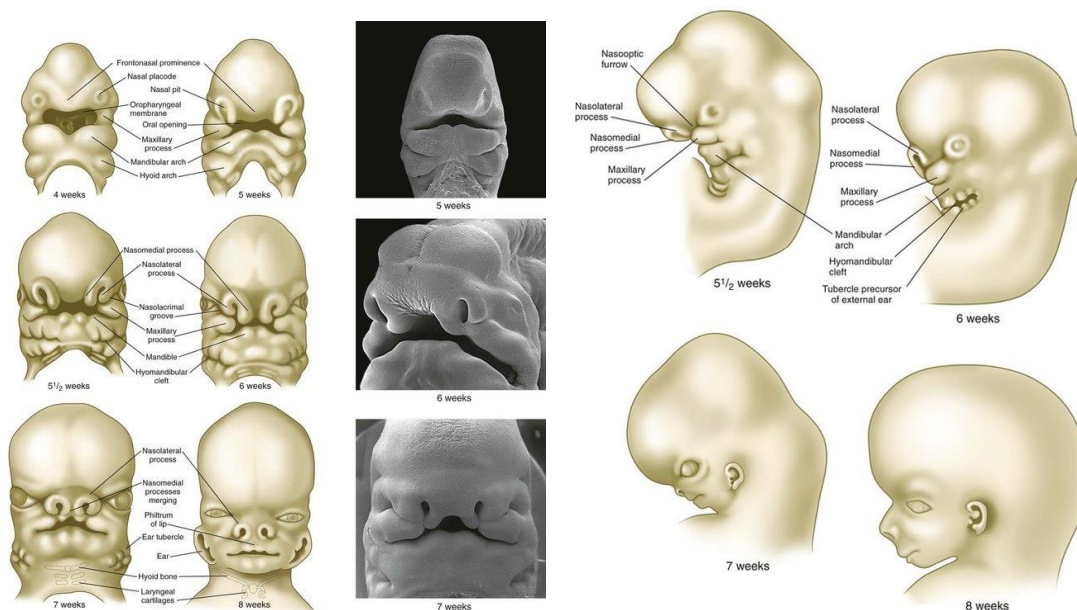 Frontonasal prominence
Nasal placode
Nasal pit
Oropharyngeal
membrane
Oral opening
Maxillary
process
Mandibular arch
Hyoid arch
4 weeks
5 weeks
5 weeks
Nasomedial process
Nasolateral
process
Nasolacrimal
groove
Maxillary
process
Mandible
Hyomandibular
cleft
5 1/2 weeks
6 weeks
6 weeks
Nasolateral
process
Nasomedial
processes
merging
Philtrum
of lip
Ear tubercle
Ear
Hyoid bone
Laryngeal
cartilages
7 weeks
8 weeks
7 weeks
Nasooptic
furrow
Nasolateral
process
Nasomedial
process
Maxillary
process
5 1/2 weeks
Nasolateral
process
Nasomedial
process
Maxillary
process
Mandibular
arch
Hyomandibular
cleft
Tubercle precursor
of external ear
6 weeks
7 weeks
8 weeks